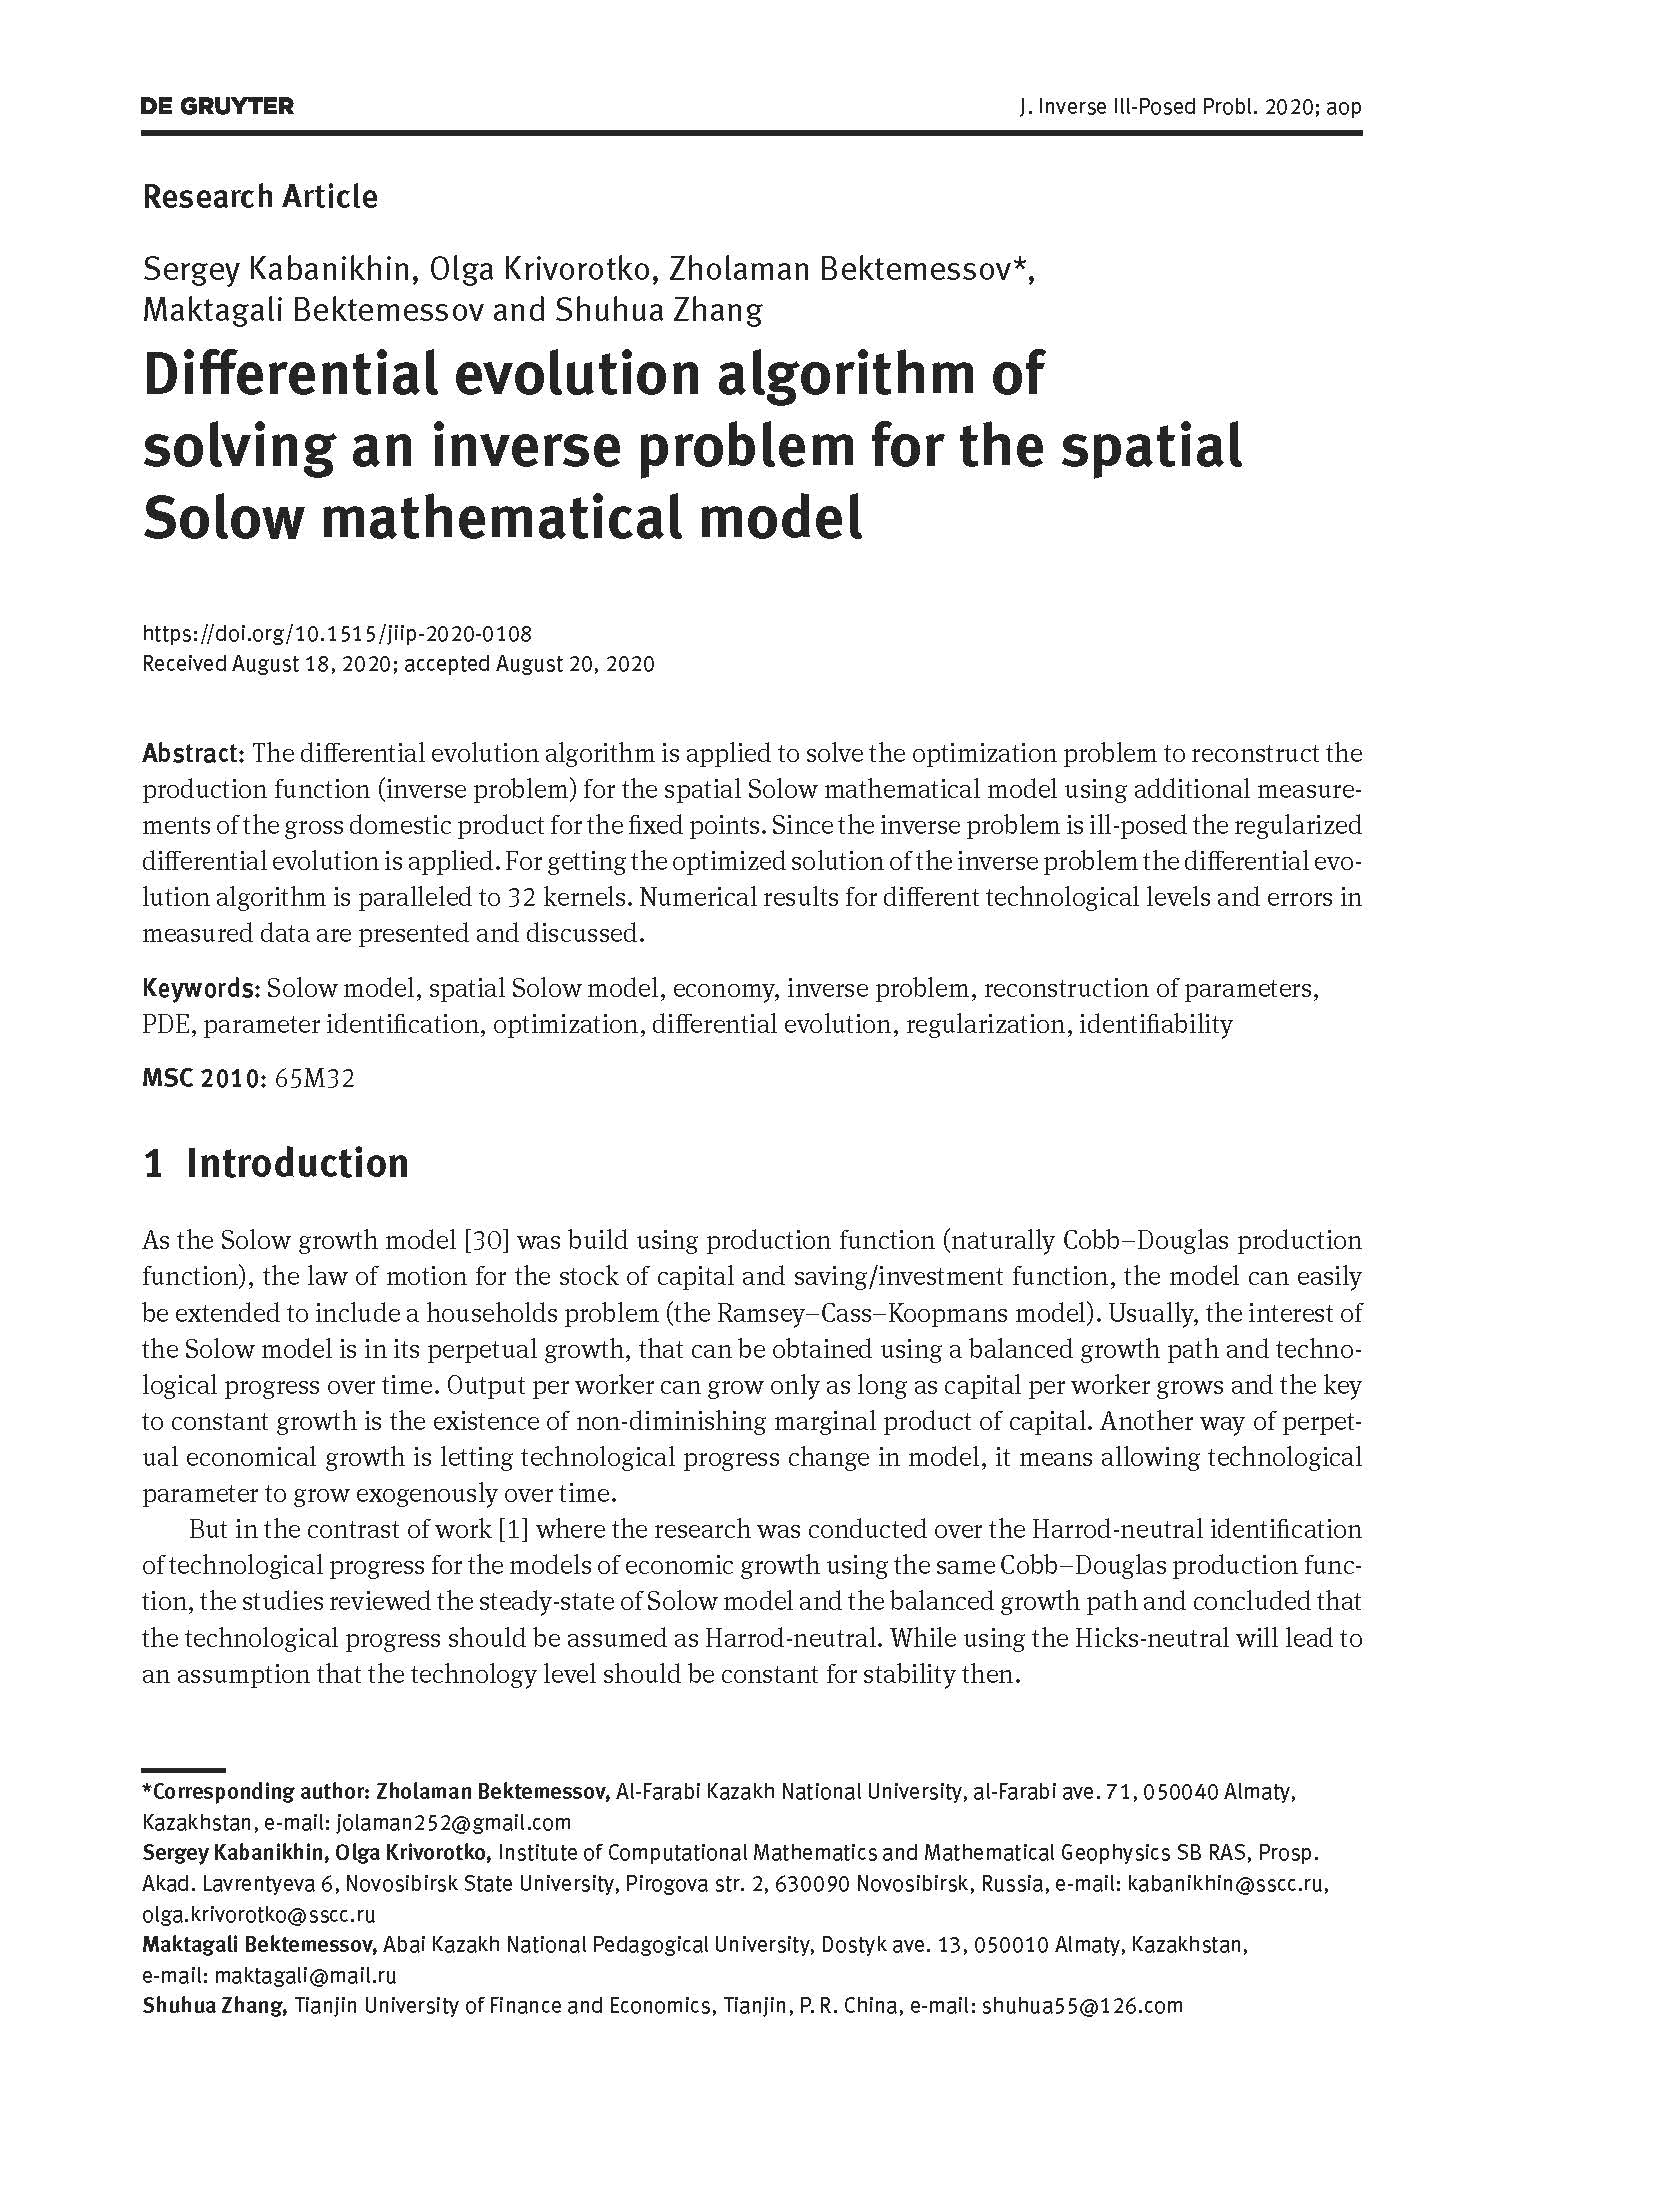 DE GRUYTER
J. Inverse Ill-Posed Probl. 2020; aop
Research Article
Sergey Kabanikhin, Olga Krivorotko, Zholaman Bektemessov*,
Maktagali Bektemessov and Shuhua Zhang
Differential evolution algorithm of
solving an inverse problem for the spatial
Solow mathematical model
https://doi.org/10.1515/jiip-2020-0108
Received August 18, 2020; accepted August 20, 2020
Abstract: The differential evolution algorithm is applied to solve the optimization problem to reconstruct the
production function (inverse problem) for the spatial Solow mathematical model using additional measure-
ments of the gross domestic product for the fixed points. Since the inverse problem is ill-posed the regularized
differential evolution is applied. For getting the optimized solution of the inverse problem the differential evo-
lution algorithm is paralleled to 32 kernels. Numerical results for different technological levels and errors in
measured data are presented and discussed.
Keywords: Solow model, spatial Solow model, economy, inverse problem, reconstruction of parameters,
PDE, parameter identification, optimization, differential evolution, regularization, identifiability
MSC 2010: 65M32
1 Introduction
As the Solow growth model [30] was build using production function (naturally Cobb–Douglas production
function), the law of motion for the stock of capital and saving/investment function, the model can easily
be extended to include a households problem (the Ramsey–Cass–Koopmans model). Usually, the interest of
the Solow model is in its perpetual growth, that can be obtained using a balanced growth path and techno-
logical progress over time. Output per worker can grow only as long as capital per worker grows and the key
to constant growth is the existence of non-diminishing marginal product of capital. Another way of perpet-
ual economical growth is letting technological progress change in model, it means allowing technological
parameter to grow exogenously over time.
But in the contrast of work [1] where the research was conducted over the Harrod-neutral identification
of technological progress for the models of economic growth using the same Cobb–Douglas production func-
tion, the studies reviewed the steady-state of Solow model and the balanced growth path and concluded that
the technological progress should be assumed as Harrod-neutral. While using the Hicks-neutral will lead to
an assumption that the technology level should be constant for stability then.
*Corresponding author: Zholaman Bektemessov, Al-Farabi Kazakh National University, al-Farabi ave. 71, 050040 Almaty,
Kazakhstan, e-mail: jolaman252@gmail.com
Sergey Kabanikhin, Olga Krivorotko, Institute of Computational Mathematics and Mathematical Geophysics SB RAS, Prosp.
Akad. Lavrentyeva 6, Novosibirsk State University, Pirogova str. 2, 630090 Novosibirsk, Russia, e-mail: kabanikhin@sscc.ru,
olga.krivorotko@sscc.ru
Maktagali Bektemessov, Abai Kazakh National Pedagogical University, Dostyk ave. 13, 050010 Almaty, Kazakhstan,
e-mail: maktagali@mail.ru
Shuhua Zhang, Tianjin University of Finance and Economics, Tianjin, P. R. China, e-mail: shuhua55@126.com